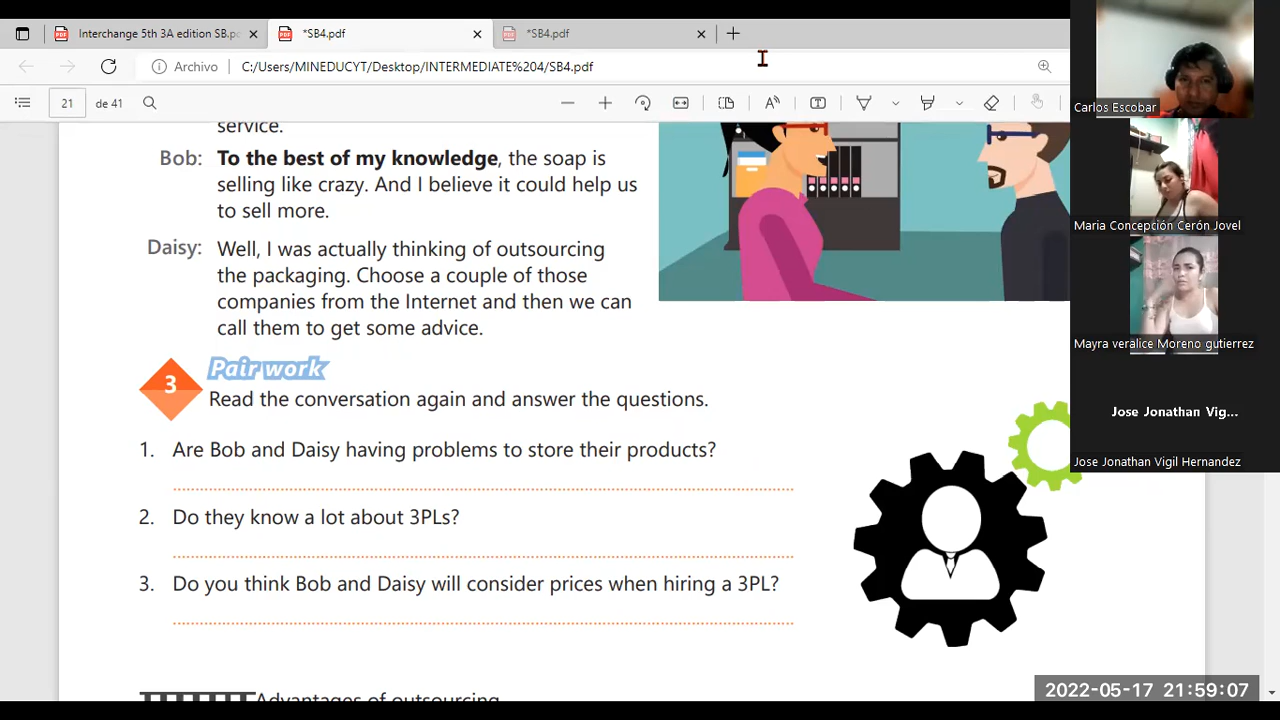 Interchange 5th 3A edition SB.pc
*SB4.pdf
*SB4.pdf
Archivo
C:/Users/MINEDUCYT/Desktop/INTERMEDIATE%204/SB4.pdf
21
de 41
service.
Bob: To the best of my knowledge, the soap is
selling like crazy. And I believe it could help us
to sell more.
Daisy: Well, I was actually thinking of outsourcing
the packaging. Choose a couple of those
companies from the Internet and then we can
call them to get some advice.
3
Pair work
Read the conversation again and answer the questions.
1. Are Bob and Daisy having problems to store their products?
2. Do they know a lot about 3PLs?
3. Do you think Bob and Daisy will consider prices when hiring a 3PL?
Advantages of outsourcing
Carlos Escobar
Maria Concepción Cerón Jovel
Mayra veralice Moreno gutierrez
Jose Jonathan Vig...
Jose Jonathan Vigil Hernandez
2022-05-17 21:59:07